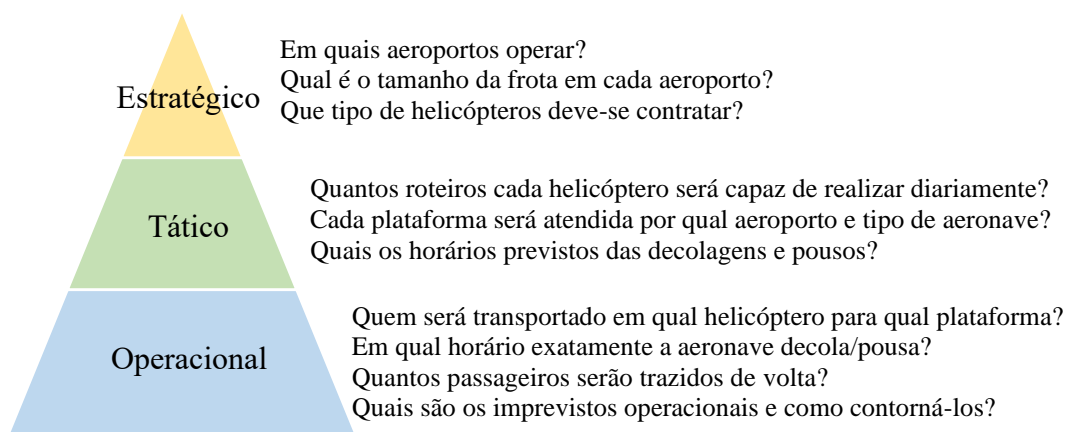 Em quais aeroportos operar?
Qual é o tamanho da frota em cada aeroporto?
Estratégico
Que tipo de helicópteros deve-se contratar?
Quantos roteiros cada helicóptero será capaz de realizar diariamente?
Tático
Cada plataforma será atendida por qual aeroporto e tipo de aeronave?
Quais os horários previstos das decolagens e pousos?
Quem será transportado em qual helicóptero para qual plataforma?
Operacional
Em qual horário exatamente a aeronave decola/pousa?
Quantos passageiros serão trazidos de volta?
Quais são os imprevistos operacionais e como contorná-los?